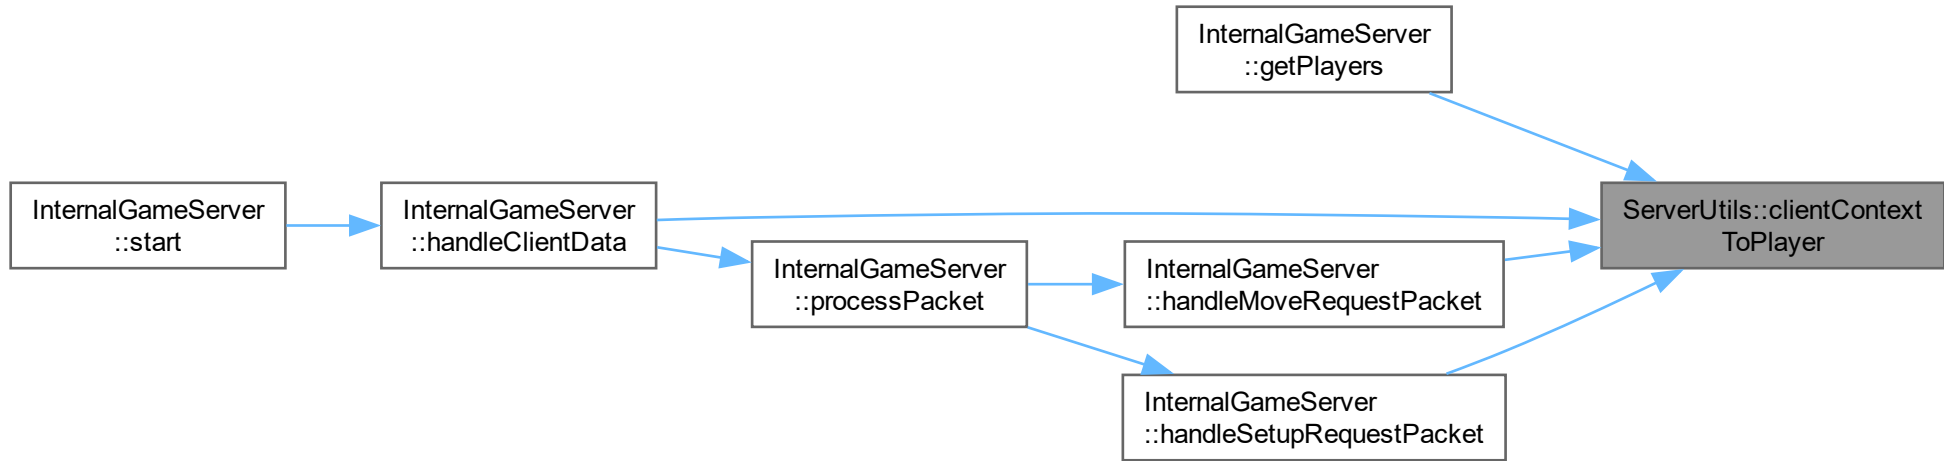 InternalGameServer
::getPlayers
InternalGameServer
::start
InternalGameServer
::handleClientData
ServerUtils::clientContext
ToPlayer
InternalGameServer
::processPacket
InternalGameServer
::handleMoveRequestPacket
InternalGameServer
::handleSetupRequestPacket